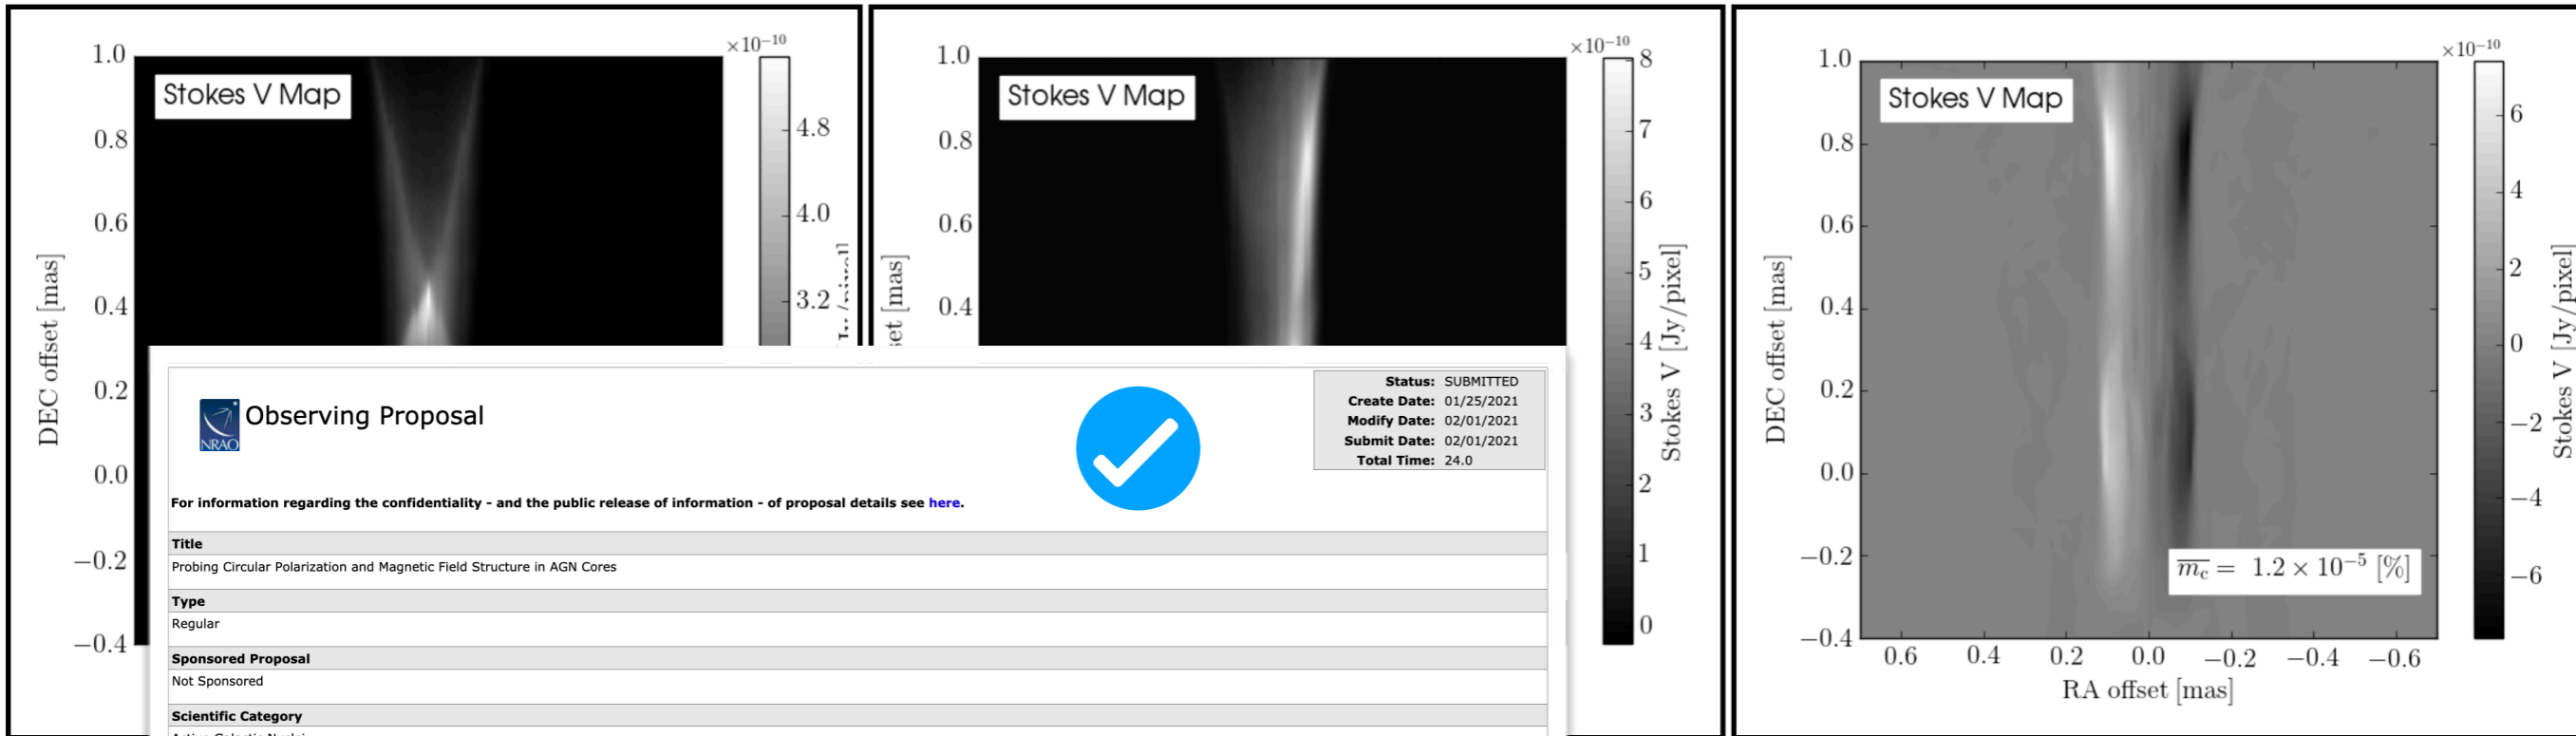 ×10⁻¹⁰
1.0
0.8
0.6
0.4
0.2
0.0
−0.2
−0.4
DEC offset [mas]
Stokes V Map
4.8
4.0
3.2
×10⁻¹⁰
1.0
0.8
0.6
0.4
set [mas]
Stokes V Map
8
7
6
5
4
3
2
1
0
Stokes V [Jy/pixel]
×10⁻¹⁰
1.0
0.8
0.6
0.4
0.2
0.0
−0.2
−0.4
DEC offset [mas]
Stokes V Map
m̅c = 1.2 × 10⁻⁵ [%]
0.6 0.4 0.2 0.0 −0.2 −0.4 −0.6
RA offset [mas]
6
4
2
0
−2
−4
−6
Stokes V [Jy/pixel]
NRAO
Observing Proposal
Status: SUBMITTED
Create Date: 01/25/2021
Modify Date: 02/01/2021
Submit Date: 02/01/2021
Total Time: 24.0
For information regarding the confidentiality - and the public release of information - of proposal details see here.
Title
Probing Circular Polarization and Magnetic Field Structure in AGN Cores
Type
Regular
Sponsored Proposal
Not Sponsored
Scientific Category